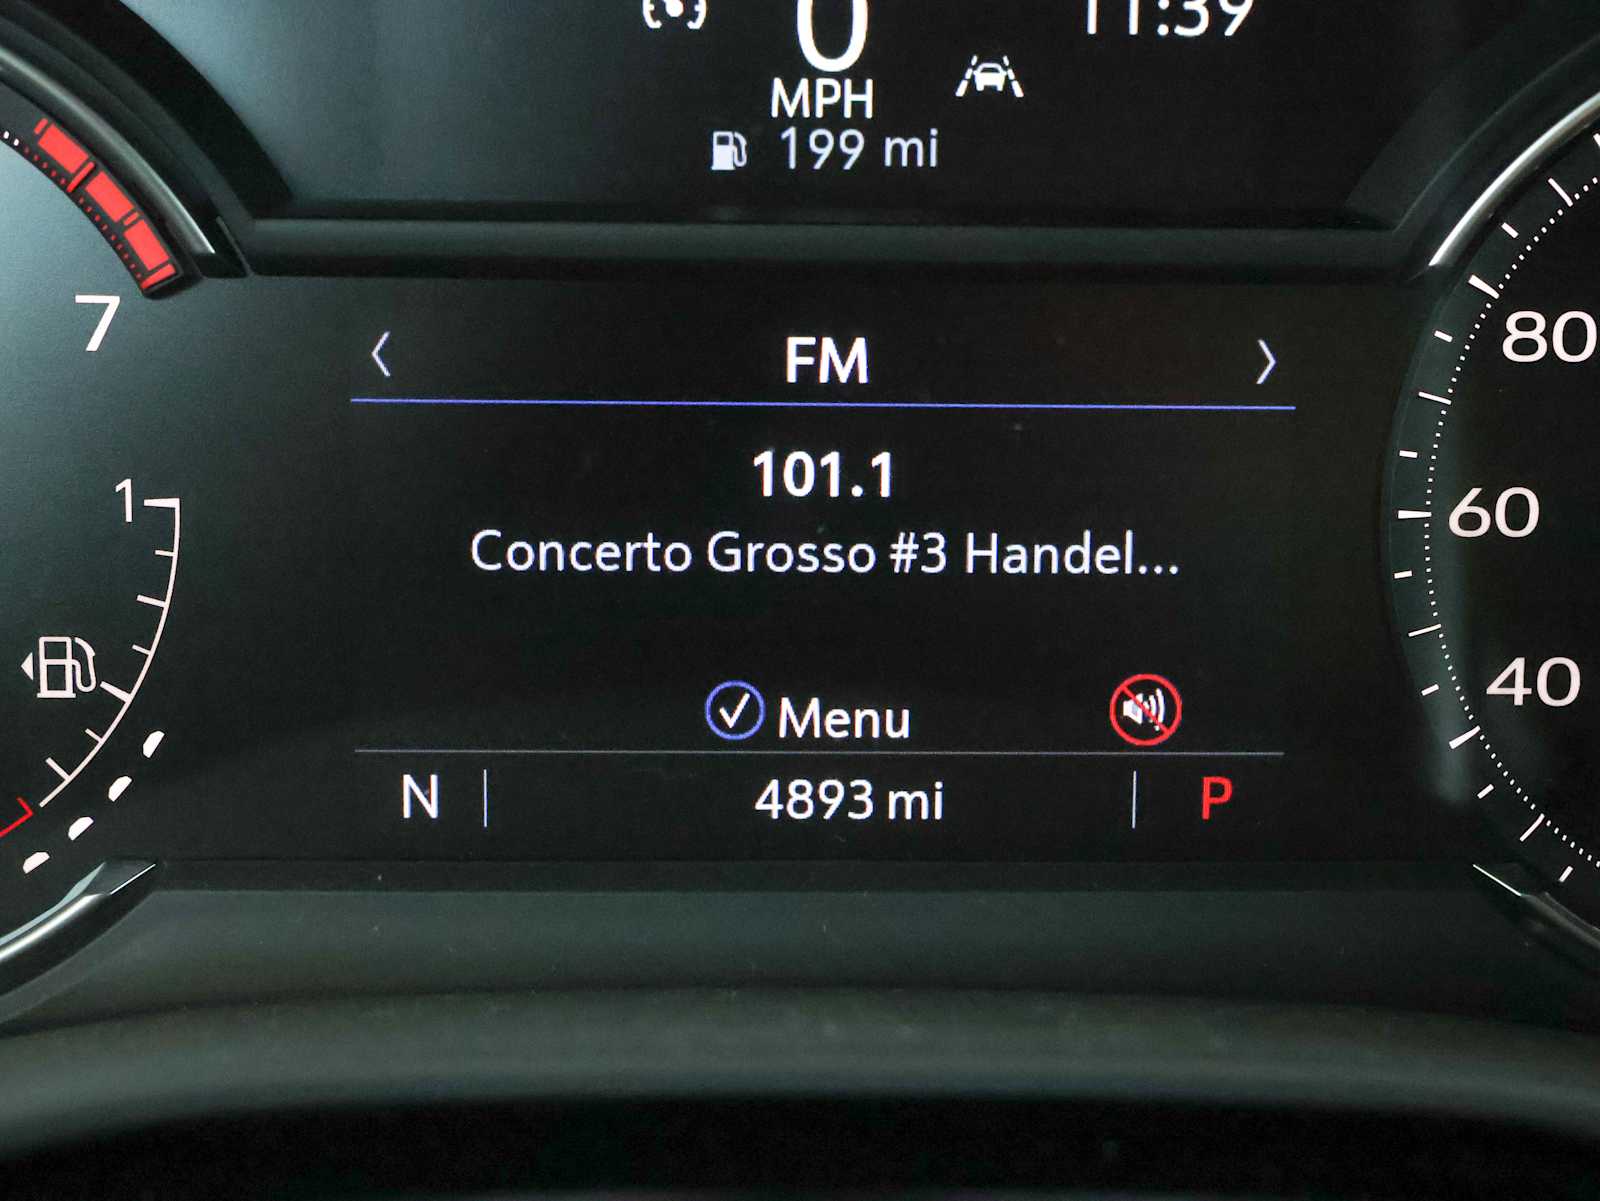 0
11:39
MPH
199 mi
7
FM
80
101.1
1
60
Concerto Grosso #3 Handel...
40
Menu
N
4893 mi
P